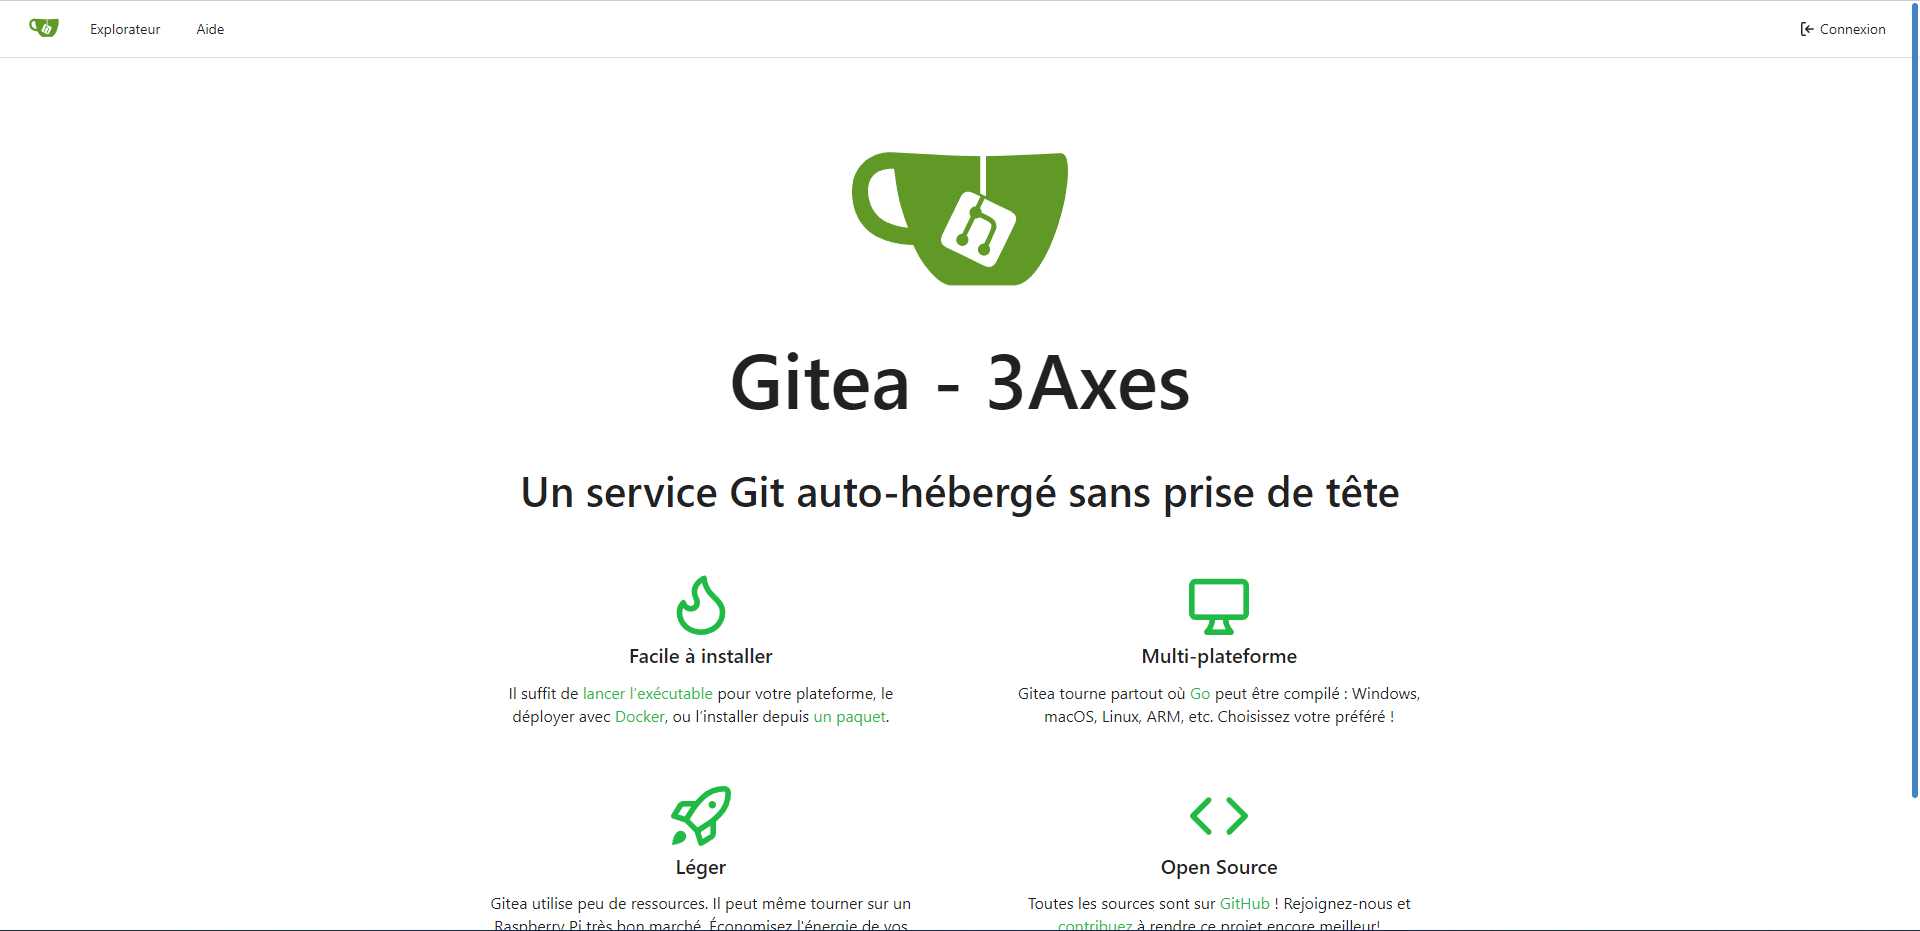 Explorateur Aide Connexion
Gitea - 3Axes
Un service Git auto-hébergé sans prise de tête
Facile à installer
Il suffit de lancer l’exécutable pour votre plateforme, le
déployer avec Docker, ou l’installer depuis un paquet.
Multi-plateforme
Gitea tourne partout où Go peut être compilé : Windows,
macOS, Linux, ARM, etc. Choisissez votre préféré !
Léger
Gitea utilise peu de ressources. Il peut même tourner sur un
Raspberry Pi très bon marché. Économisez l'énergie de vos
Open Source
Toutes les sources sont sur GitHub ! Rejoignez-nous et
contribuez à rendre ce projet encore meilleur!